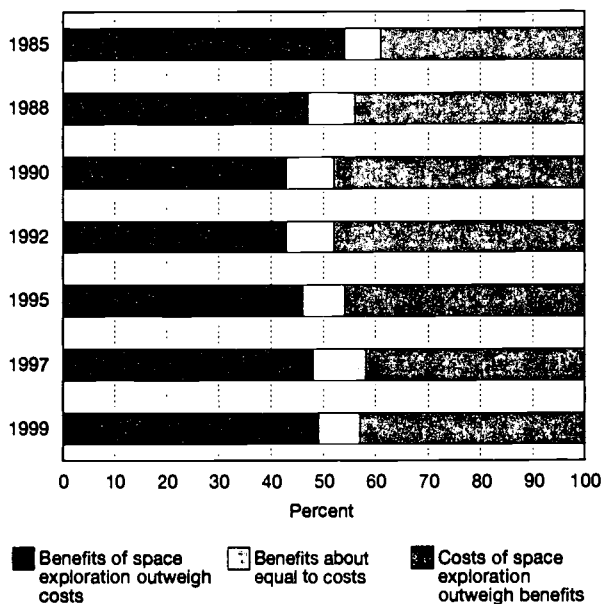 1985
1988
1990
1992
1995
1997
1999
0 10 20 30 40 50 60 70 80 90 100
Percent
Benefits of space
exploration outweigh
costs
Benefits about
equal to costs
Costs of space
exploration
outweigh benefits